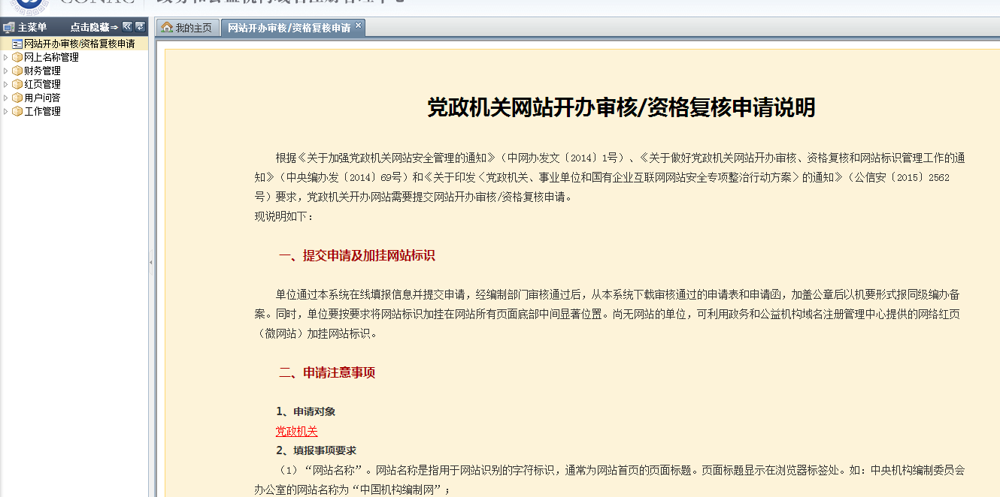 CONAC
主菜单 点击隐藏⇒
我的主页 网站开办审核/资格复核申请
网站开办审核/资格复核申请
网上名称管理
财务管理
红页管理
用户问答
工作管理
党政机关网站开办审核/资格复核申请说明
根据《关于加强党政机关网站安全管理的通知》（中网办发文〔2014〕1号）、《关于做好党政机关网站开办审核、资格复核和网站标识管理工作的通
知》（中央编办发〔2014〕69号）和《关于印发〈党政机关、事业单位和国有企业互联网网站安全专项整治行动方案〉的通知》（公信安〔2015〕2562
号）要求，党政机关开办网站需要提交网站开办审核/资格复核申请。
现说明如下：
一、提交申请及加挂网站标识
单位通过本系统在线填报信息并提交申请，经编制部门审核通过后，从本系统下载审核通过的申请表和申请函，加盖公章后以机要形式报同级编办备
案。同时，单位要按要求将网站标识加挂在网站所有页面底部中间显著位置。尚无网站的单位，可利用政务和公益机构域名注册管理中心提供的网络红页
（微网站）加挂网站标识。
二、申请注意事项
1、申请对象
党政机关
2、填报事项要求
（1）“网站名称”。网站名称是指用于网站识别的字符标识，通常为网站首页的页面标题。页面标题显示在浏览器标签处。如：中央机构编制委员会
办公室的网站名称为“中国机构编制网”；